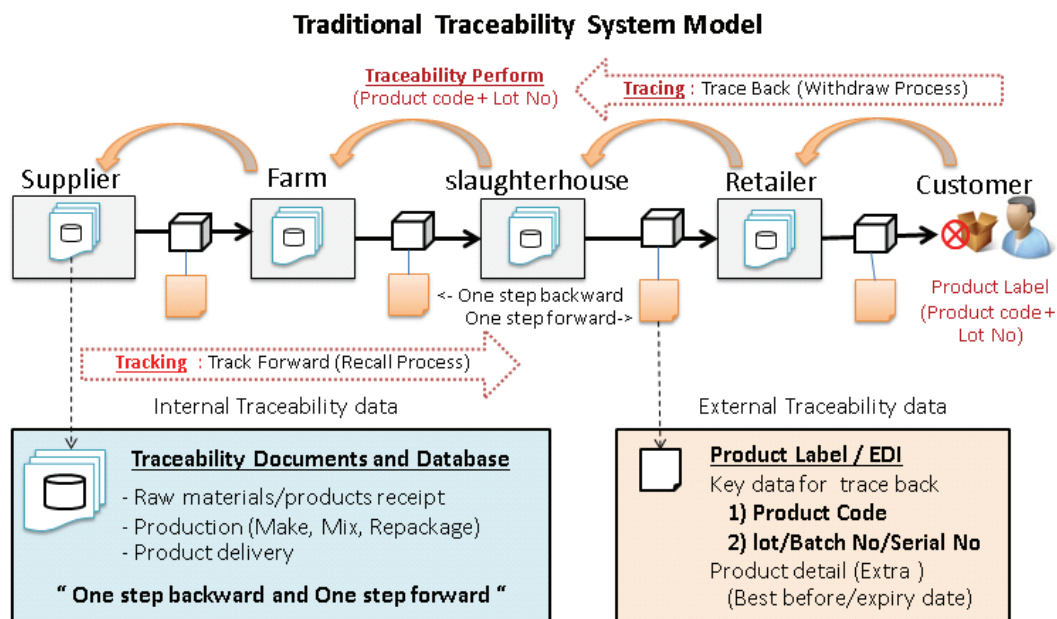 Traditional Traceability System Model
Traceability Perform
(Product code+ Lot No)
Tracing : Trace Back (Withdraw Process)
Supplier
Farm
slaughterhouse
Retailer
Customer
<- One step backward
One step forward->
Product Label
(Product code+
Lot No)
Tracking : Track Forward (Recall Process)
Internal Traceability data
External Traceability data
Traceability Documents and Database
- Raw materials/products receipt
- Production (Make, Mix, Repackage)
- Product delivery
" One step backward and One step forward "
Product Label / EDI
Key data for trace back
1) Product Code
2) lot/Batch No/Serial No
Product detail (Extra )
(Best before/expiry date)